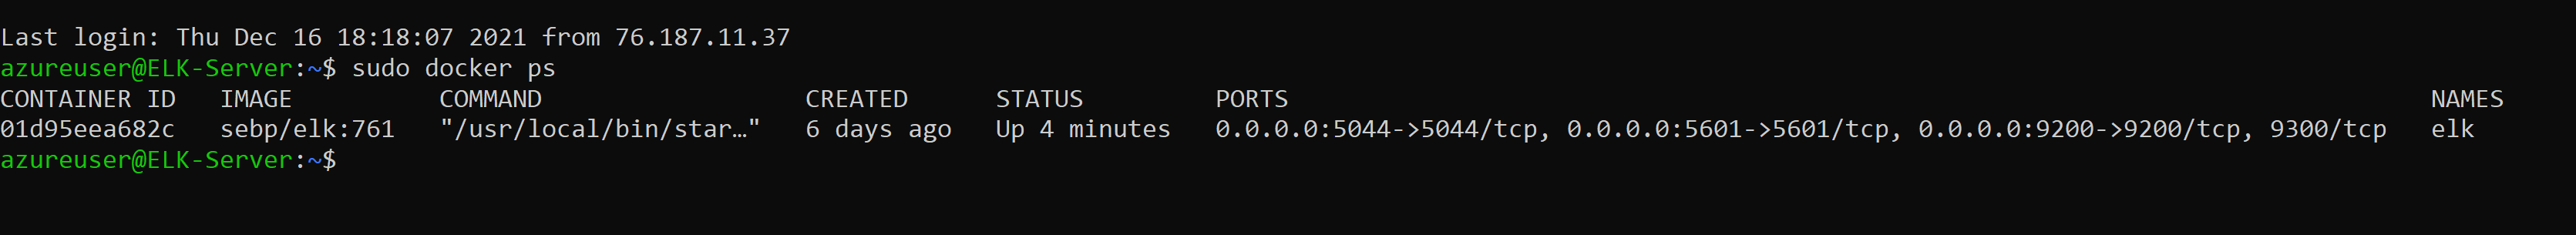 Last login: Thu Dec 16 18:18:07 2021 from 76.187.11.37
azureuser@ELK-Server:~$ sudo docker ps
CONTAINER ID   IMAGE          COMMAND                  CREATED      STATUS         PORTS                                                                              NAMES
01d95eea682c   sebp/elk:761   "/usr/local/bin/star…"   6 days ago   Up 4 minutes   0.0.0.0:5044->5044/tcp, 0.0.0.0:5601->5601/tcp, 0.0.0.0:9200->9200/tcp, 9300/tcp   elk
azureuser@ELK-Server:~$